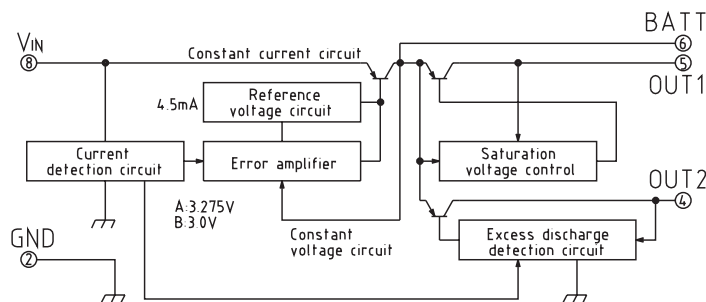 BATT
6
VIN
8
Constant current circuit
5
OUT1
4.5mA
Reference
voltage circuit
Current
detection circuit
Error amplifier
Saturation
voltage control
A:3.275V
B:3.0V
OUT2
4
GND
2
Constant
voltage circuit
Excess discharge
detection circuit